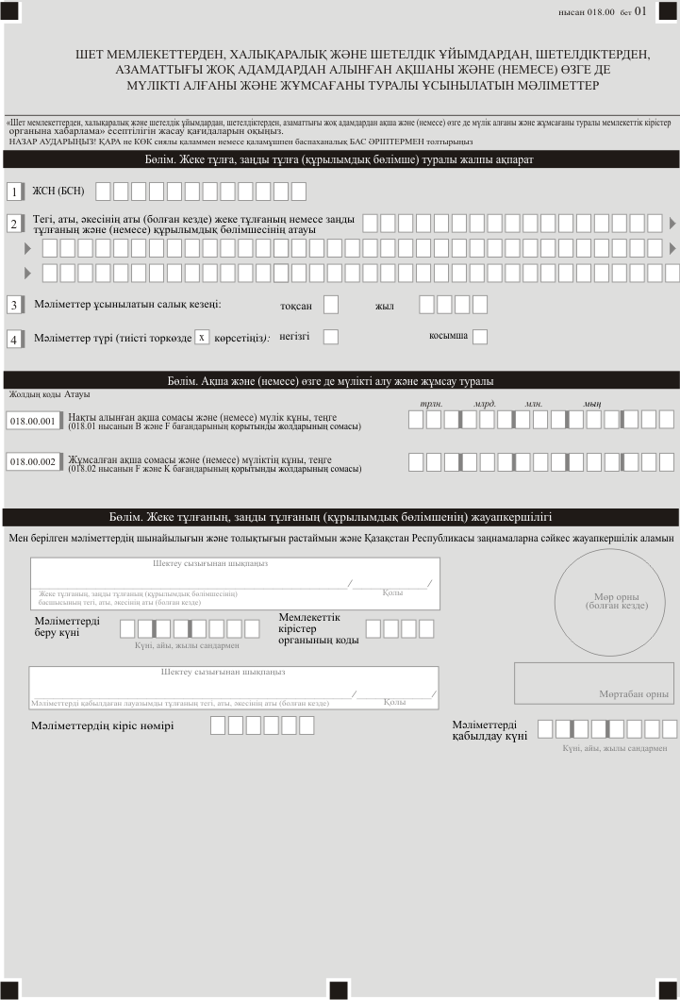 нысан 018.00 бет 01
ШЕТ МЕМЛЕКЕТТЕРДЕН, ХАЛЫҚАРАЛЫҚ ЖӘНЕ ШЕТЕЛДІК ҰЙЫМДАРДАН, ШЕТЕЛДІКТЕРДЕН,
АЗАМАТТЫҒЫ ЖОҚ АДАМДАРДАН АЛЫНҒАН АҚШАНЫ ЖӘНЕ (НЕМЕСЕ) ӨЗГЕ ДЕ
МҮЛІКТІ АЛҒАНЫ ЖӘНЕ ЖҰМСАҒАНЫ ТУРАЛЫ ҰСЫНЫЛАТЫН МӘЛІМЕТТЕР
«Шет мемлекеттерден, халықаралық және шетелдік ұйымдардан, шетелдіктерден, азаматтығы жоқ адамдардан ақша және (немесе) өзге де мүлік алғаны және жұмсағаны туралы мемлекеттік кірістер
органына хабарлама» есептілігін жасау қағидаларын оқыңыз.
НАЗАР АУДАРЫҢЫЗ! ҚАРА не КӨК сиялы қаламмен немесе қаламұшпен баспаханалық БАС ӘРІПТЕРМЕН толтырыңыз
Бөлім. Жеке тұлға, заңды тұлға (құрылымдық бөлімше) туралы жалпы ақпарат
1 ЖСН (БСН)
2 Тегі, аты, әкесінің аты (болған кезде) жеке тұлғаның немесе заңды
тұлғаның және (немесе) құрылымдық бөлімшесінің атауы
3 Мәліметтер ұсынылатын салық кезеңі: тоқсан жыл
4 Мәліметтер түрі (тиісті торкөзде x көрсетіңіз): негізгі қосымша
Бөлім. Ақша және (немесе) өзге де мүлікті алу және жұмсау туралы
Жолдың коды Атауы
трлн. млрд. млн. мың
018.00.001 Нақты алынған ақша сомасы және (немесе) мүлік құны, теңге
(018.01 нысанын B және F бағандарының қорытынды жолдарының сомасы)
018.00.002 Жұмсалған ақша сомасы және (немесе) мүліктің құны, теңге
(018.02 нысанын F және K бағандарының қорытынды жолдарының сомасы)
Бөлім. Жеке тұлғаның, заңды тұлғаның (құрылымдық бөлімшенің) жауапкершілігі
Мен берілген мәліметтердің шынайылығын және толықтығын растаймын және Қазақстан Республикасы заңнамаларна сәйкес жауапкершілік аламын
Шектеу сызығынан шықпаңыз
/ /
Жеке тұлғаның, заңды тұлғаның (құрылымдық бөлімшесінің)
басшысының тегі, аты, әкесінің аты (болған кезде)
Қолы
Мөр орны
(болған кезде)
Мәліметтерді
беру күні
Күні, айы, жылы сандармен
Мемлекеттік
кірістер
органының коды
Шектеу сызығынан шықпаңыз
/ /
Мәліметтерді қабылдаған лауазымды тұлғаның тегі, аты, әкесінің аты (болған кезде) Қолы
Мөртабан орны
Мәліметтердің кіріс нөмірі
Мәліметтерді
қабылдау күні
Күні, айы, жылы сандармен